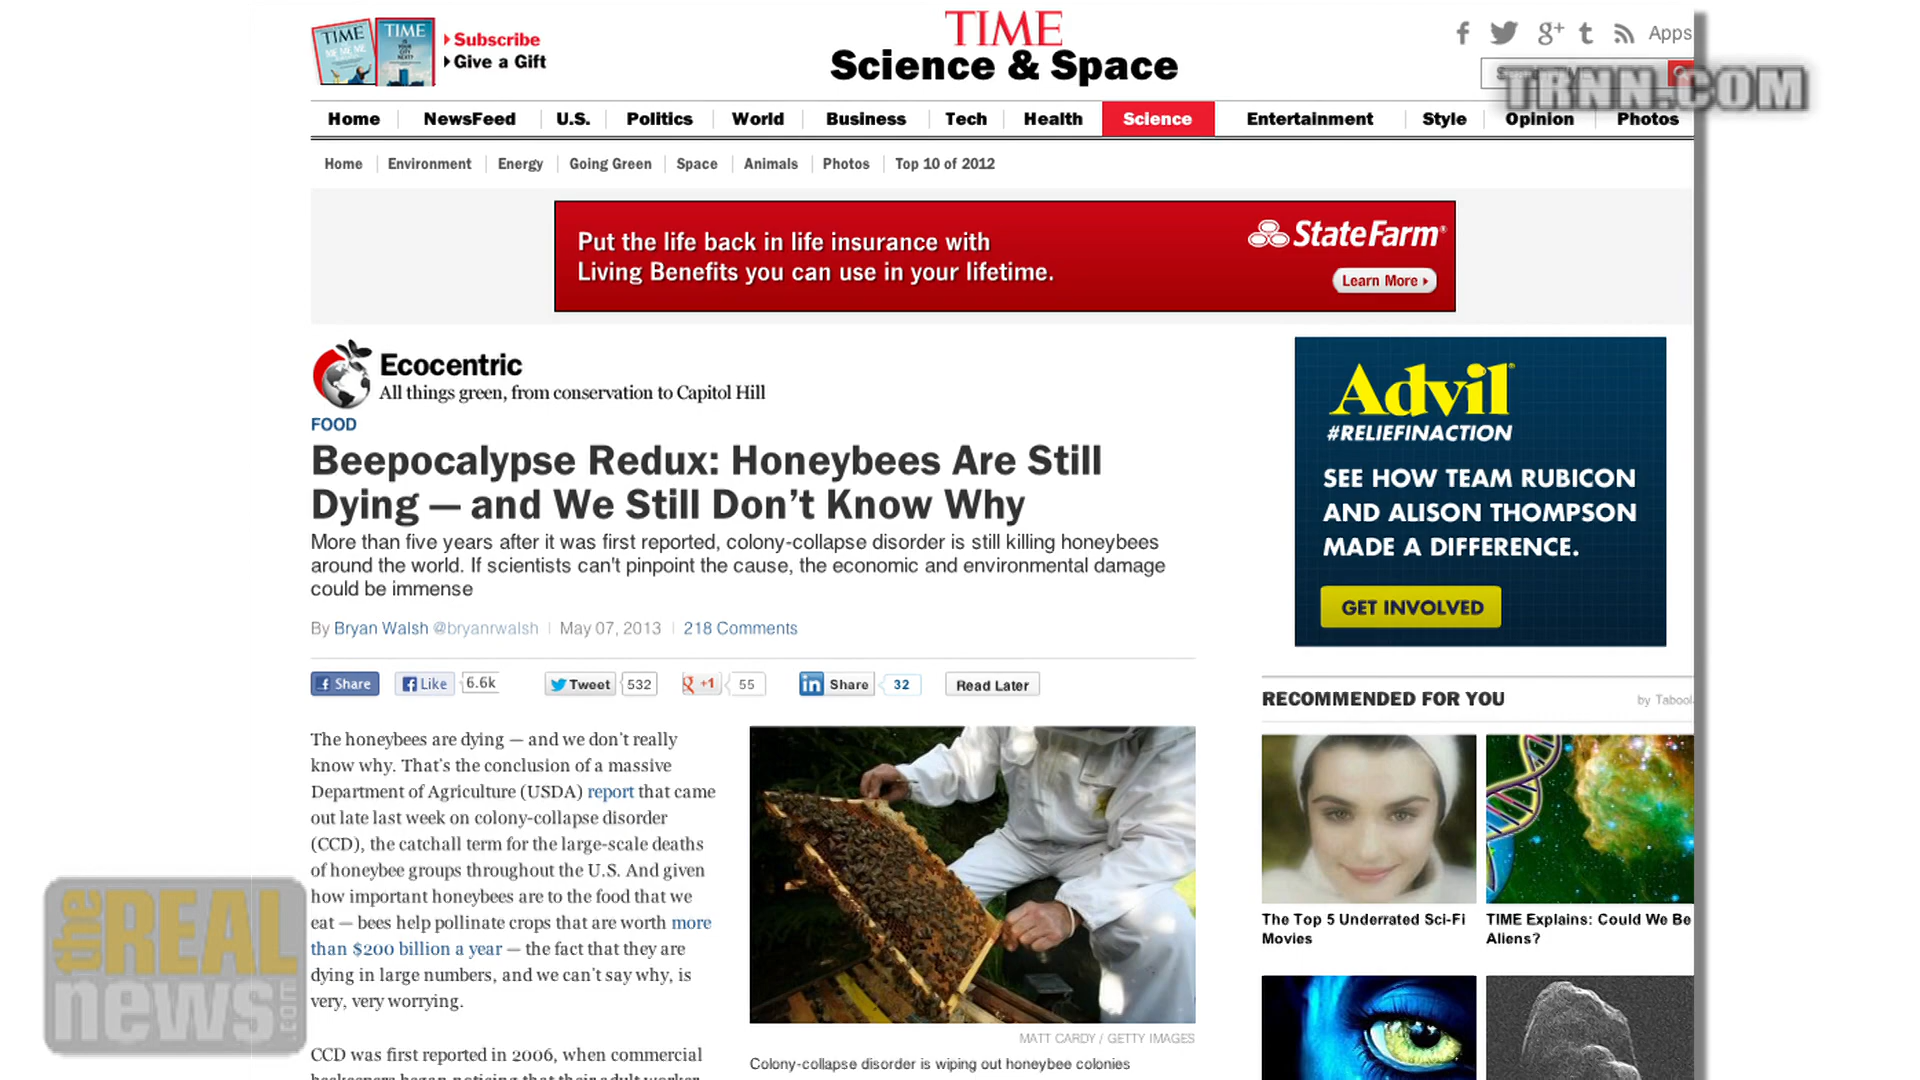 TIME
Subscribe
Give a Gift
TIME
Science & Space
Apps
TRNN.COM
Home NewsFeed U.S. Politics World Business Tech Health Science Entertainment Style Opinion Photos
Home Environment Energy Going Green Space Animals Photos Top 10 of 2012
Put the life back in life insurance with
Living Benefits you can use in your lifetime.
StateFarm®
Learn More
Ecocentric
All things green, from conservation to Capitol Hill
FOOD
Beepocalypse Redux: Honeybees Are Still
Dying — and We Still Don't Know Why
More than five years after it was first reported, colony-collapse disorder is still killing honeybees
around the world. If scientists can't pinpoint the cause, the economic and environmental damage
could be immense
By Bryan Walsh @bryanrwalsh May 07, 2013 218 Comments
Share Like 6.6k Tweet 532 +1 55 Share 32 Read Later
The honeybees are dying — and we don't really
know why. That's the conclusion of a massive
Department of Agriculture (USDA) report that came
out late last week on colony-collapse disorder
(CCD), the catchall term for the large-scale deaths
of honeybee groups throughout the U.S. And given
how important honeybees are to the food that we
eat — bees help pollinate crops that are worth more
than $200 billion a year — the fact that they are
dying in large numbers, and we can't say why, is
very, very worrying.
CCD was first reported in 2006, when commercial
MATT CARDY / GETTY IMAGES
Colony-collapse disorder is wiping out honeybee colonies
Advil®
#RELIEFINACTION
SEE HOW TEAM RUBICON
AND ALISON THOMPSON
MADE A DIFFERENCE.
GET INVOLVED
RECOMMENDED FOR YOU
by Taboola
The Top 5 Underrated Sci-Fi
Movies
TIME Explains: Could We Be
Aliens?
the REAL
news.com